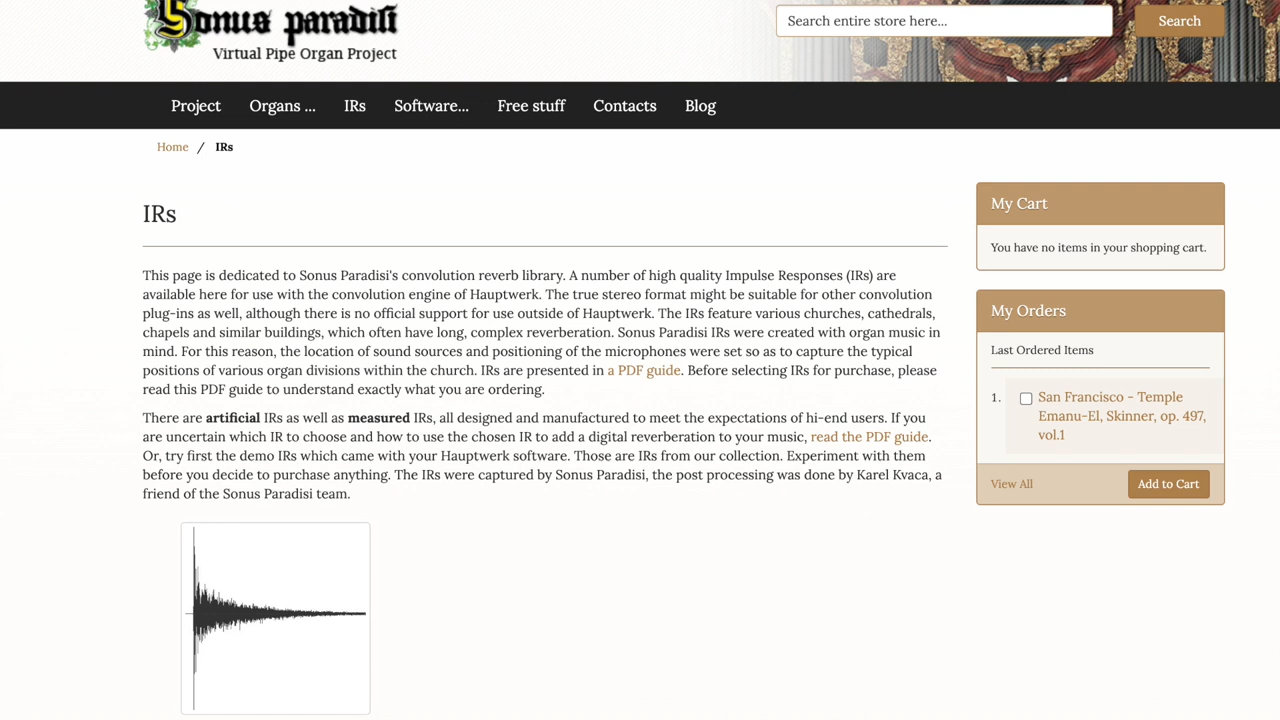 Sonus paradisi
Virtual Pipe Organ Project
Search entire store here...
Search
Project
Organs ...
IRs
Software...
Free stuff
Contacts
Blog
Home / IRs
IRs
This page is dedicated to Sonus Paradisi's convolution reverb library. A number of high quality Impulse Responses (IRs) are
available here for use with the convolution engine of Hauptwerk. The true stereo format might be suitable for other convolution
plug-ins as well, although there is no official support for use outside of Hauptwerk. The IRs feature various churches, cathedrals,
chapels and similar buildings, which often have long, complex reverberation. Sonus Paradisi IRs were created with organ music in
mind. For this reason, the location of sound sources and positioning of the microphones were set so as to capture the typical
positions of various organ divisions within the church. IRs are presented in a PDF guide. Before selecting IRs for purchase, please
read this PDF guide to understand exactly what you are ordering.
There are artificial IRs as well as measured IRs, all designed and manufactured to meet the expectations of hi-end users. If you
are uncertain which IR to choose and how to use the chosen IR to add a digital reverberation to your music, read the PDF guide.
Or, try first the demo IRs which came with your Hauptwerk software. Those are IRs from our collection. Experiment with them
before you decide to purchase anything. The IRs were captured by Sonus Paradisi, the post processing was done by Karel Kvaca, a
friend of the Sonus Paradisi team.
My Cart
You have no items in your shopping cart.
My Orders
Last Ordered Items
1. San Francisco - Temple
Emanu-El, Skinner, op. 497,
vol.1
View All
Add to Cart